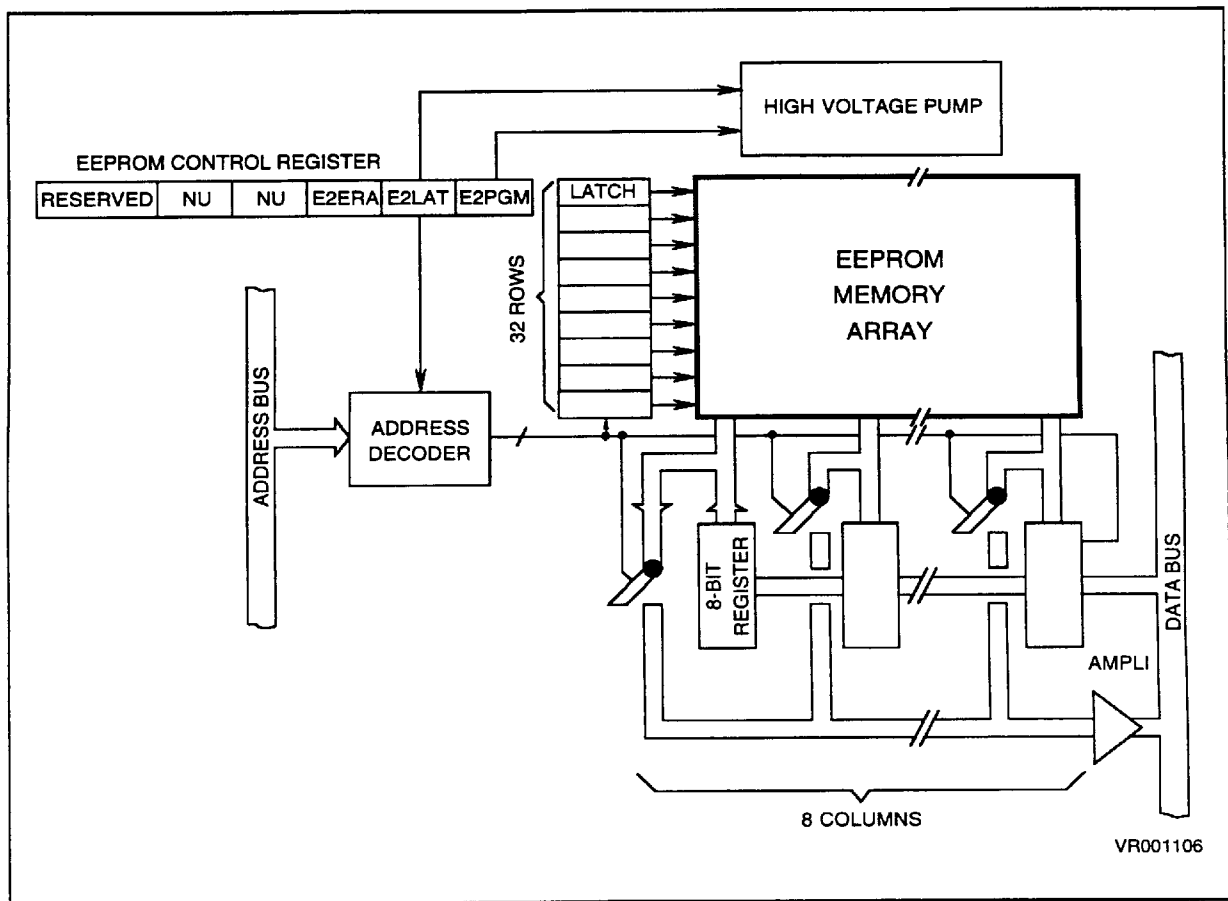 HIGH VOLTAGE PUMP
EEPROM CONTROL REGISTER
RESERVED NU NU E2ERA E2LAT E2PGM
LATCH
32 ROWS
EEPROM
MEMORY
ARRAY
ADDRESS BUS
ADDRESS
DECODER
8-BIT
REGISTER
DATA BUS
AMPLI
8 COLUMNS
VR001106